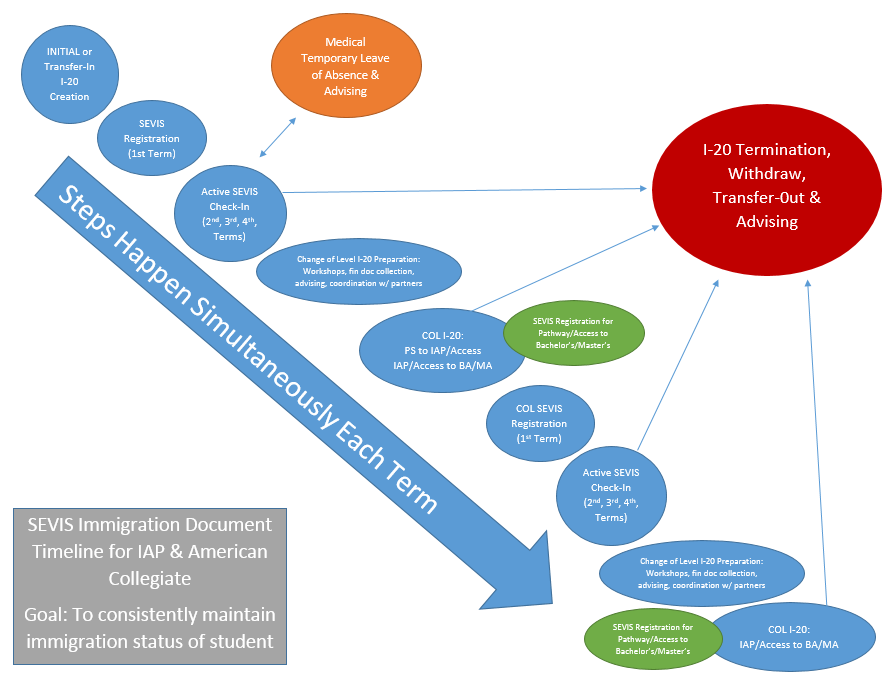 INITIAL or
Transfer-In
I-20
Creation
Medical
Temporary Leave
of Absence &
Advising
SEVIS
Registration
(1st Term)
I-20 Termination,
Withdraw,
Transfer-0ut &
Advising
Active SEVIS
Check-In
(2nd, 3rd, 4th,
Terms)
Steps Happen Simultaneously Each Term
Change of Level I-20 Preparation:
Workshops, fin doc collection,
advising, coordination w/ partners
COL I-20:
PS to IAP/Access
IAP/Access to BA/MA
SEVIS Registration for
Pathway/Access to
Bachelor's/Master's
COL SEVIS
Registration
(1st Term)
Active SEVIS
Check-In
(2nd, 3rd, 4th,
Terms)
SEVIS Immigration Document
Timeline for IAP & American
Collegiate
Goal: To consistently maintain
immigration status of student
Change of Level I-20 Preparation:
Workshops, fin doc collection,
advising, coordination w/ partners
SEVIS Registration for
Pathway/Access to
Bachelor's/Master's
COL I-20:
IAP/Access to BA/MA